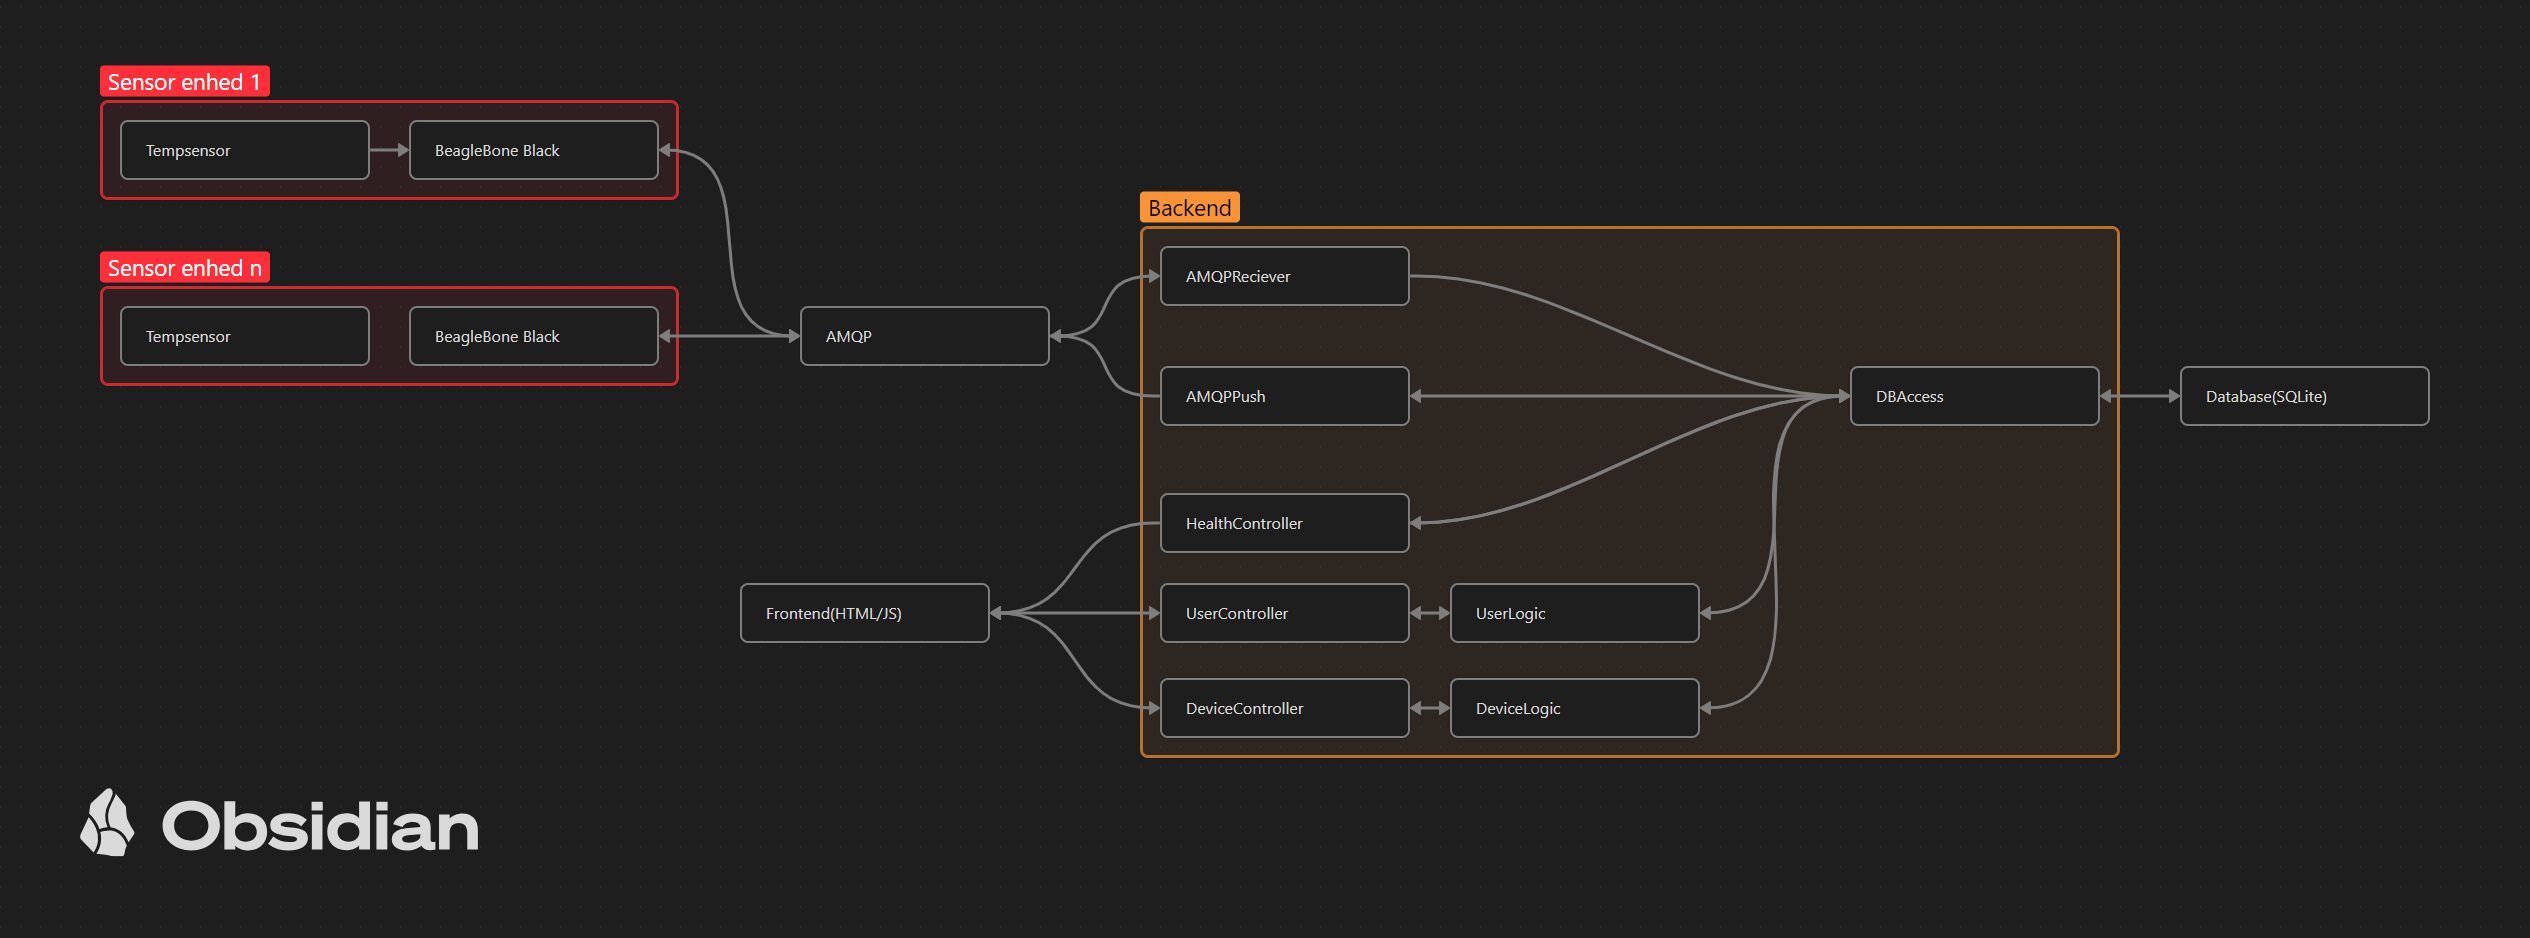 Sensor enhed 1
Tempsensor
BeagleBone Black
Sensor enhed n
Tempsensor
BeagleBone Black
AMQP
Backend
AMQPReciever
AMQPPush
DBAccess
Database(SQLite)
HealthController
Frontend(HTML/JS)
UserController
UserLogic
DeviceController
DeviceLogic
Obsidian